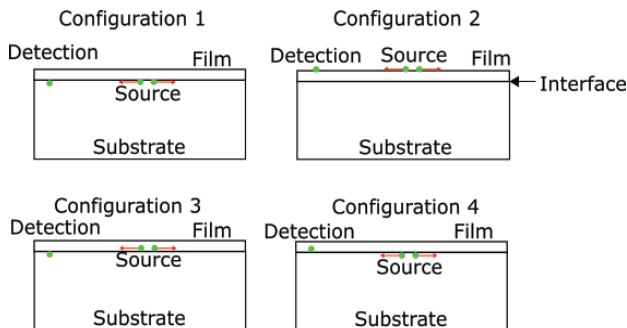 Configuration 1
Detection
Film
Source
Substrate
Configuration 2
Detection
Source
Film
Interface
Substrate
Configuration 3
Detection
Film
Source
Substrate
Configuration 4
Detection
Film
Source
Substrate